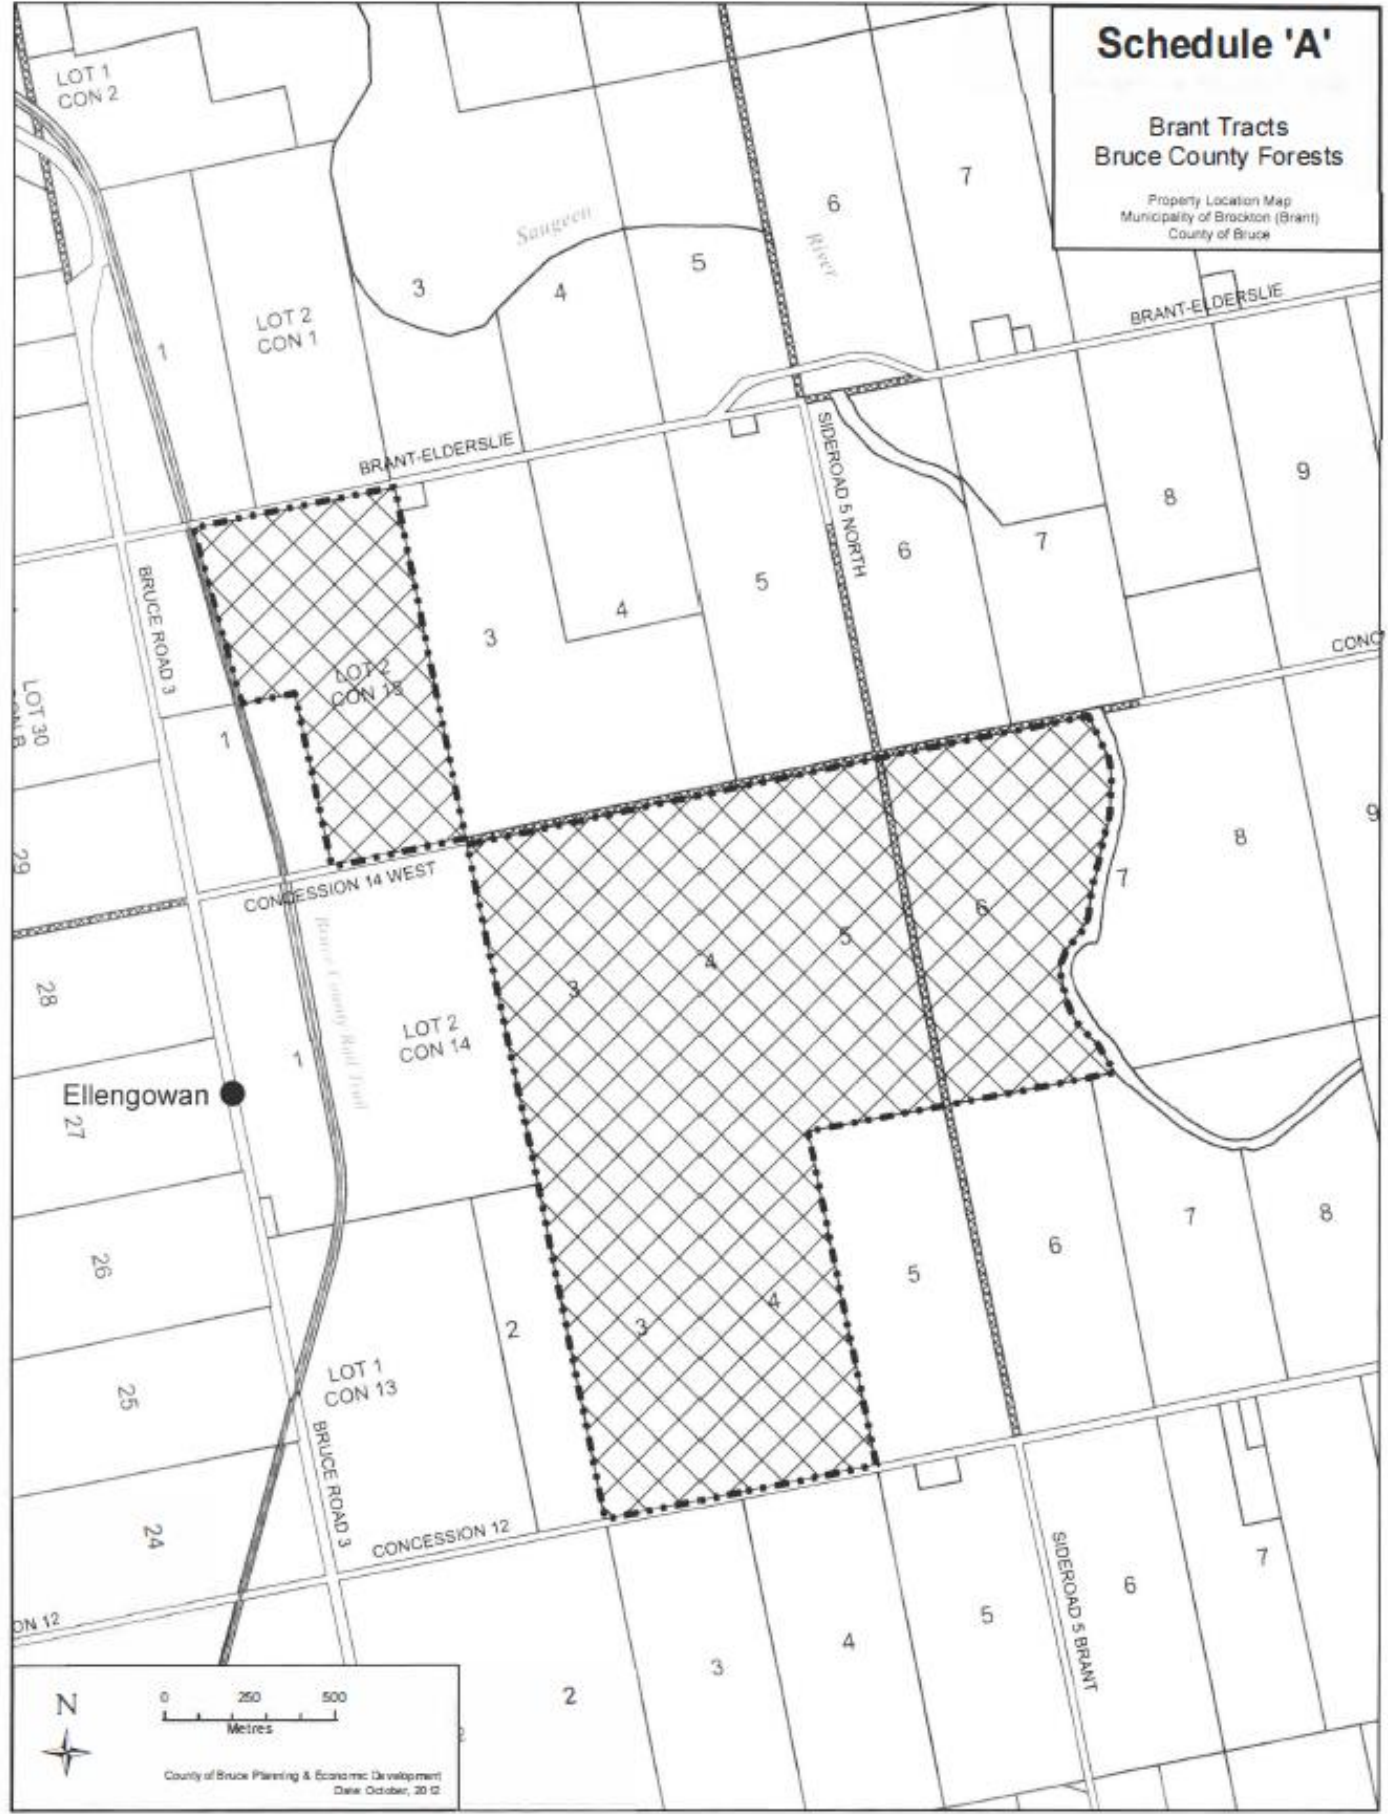 Schedule 'A'
Brant Tracts
Bruce County Forests
Property Location Map
Municipality of Brockton (Brant)
County of Bruce
LOT 1
CON 2
Saugeen
River
6
7
3
4
5
1
LOT 2
CON 1
BRANT-ELDERSLIE
BRANT-ELDERSLIE
SIDEROAD 5 NORTH
9
8
7
6
5
4
3
BRUCE ROAD 3
LOT 2
CON 15
CONC
LOT 30
1
29
CONCESSION 14 WEST
9
8
7
6
5
4
3
28
Bruce County Rail Trail
LOT 2
CON 14
1
Ellengowan
27
26
25
24
2
3
4
5
6
7
8
LOT 1
CON 13
BRUCE ROAD 3
CONCESSION 12
ON 12
SIDEROAD 5 BRANT
2
3
4
5
6
7
N
0 250 500
Metres
County of Bruce Planning & Economic Development
Date: October, 2012